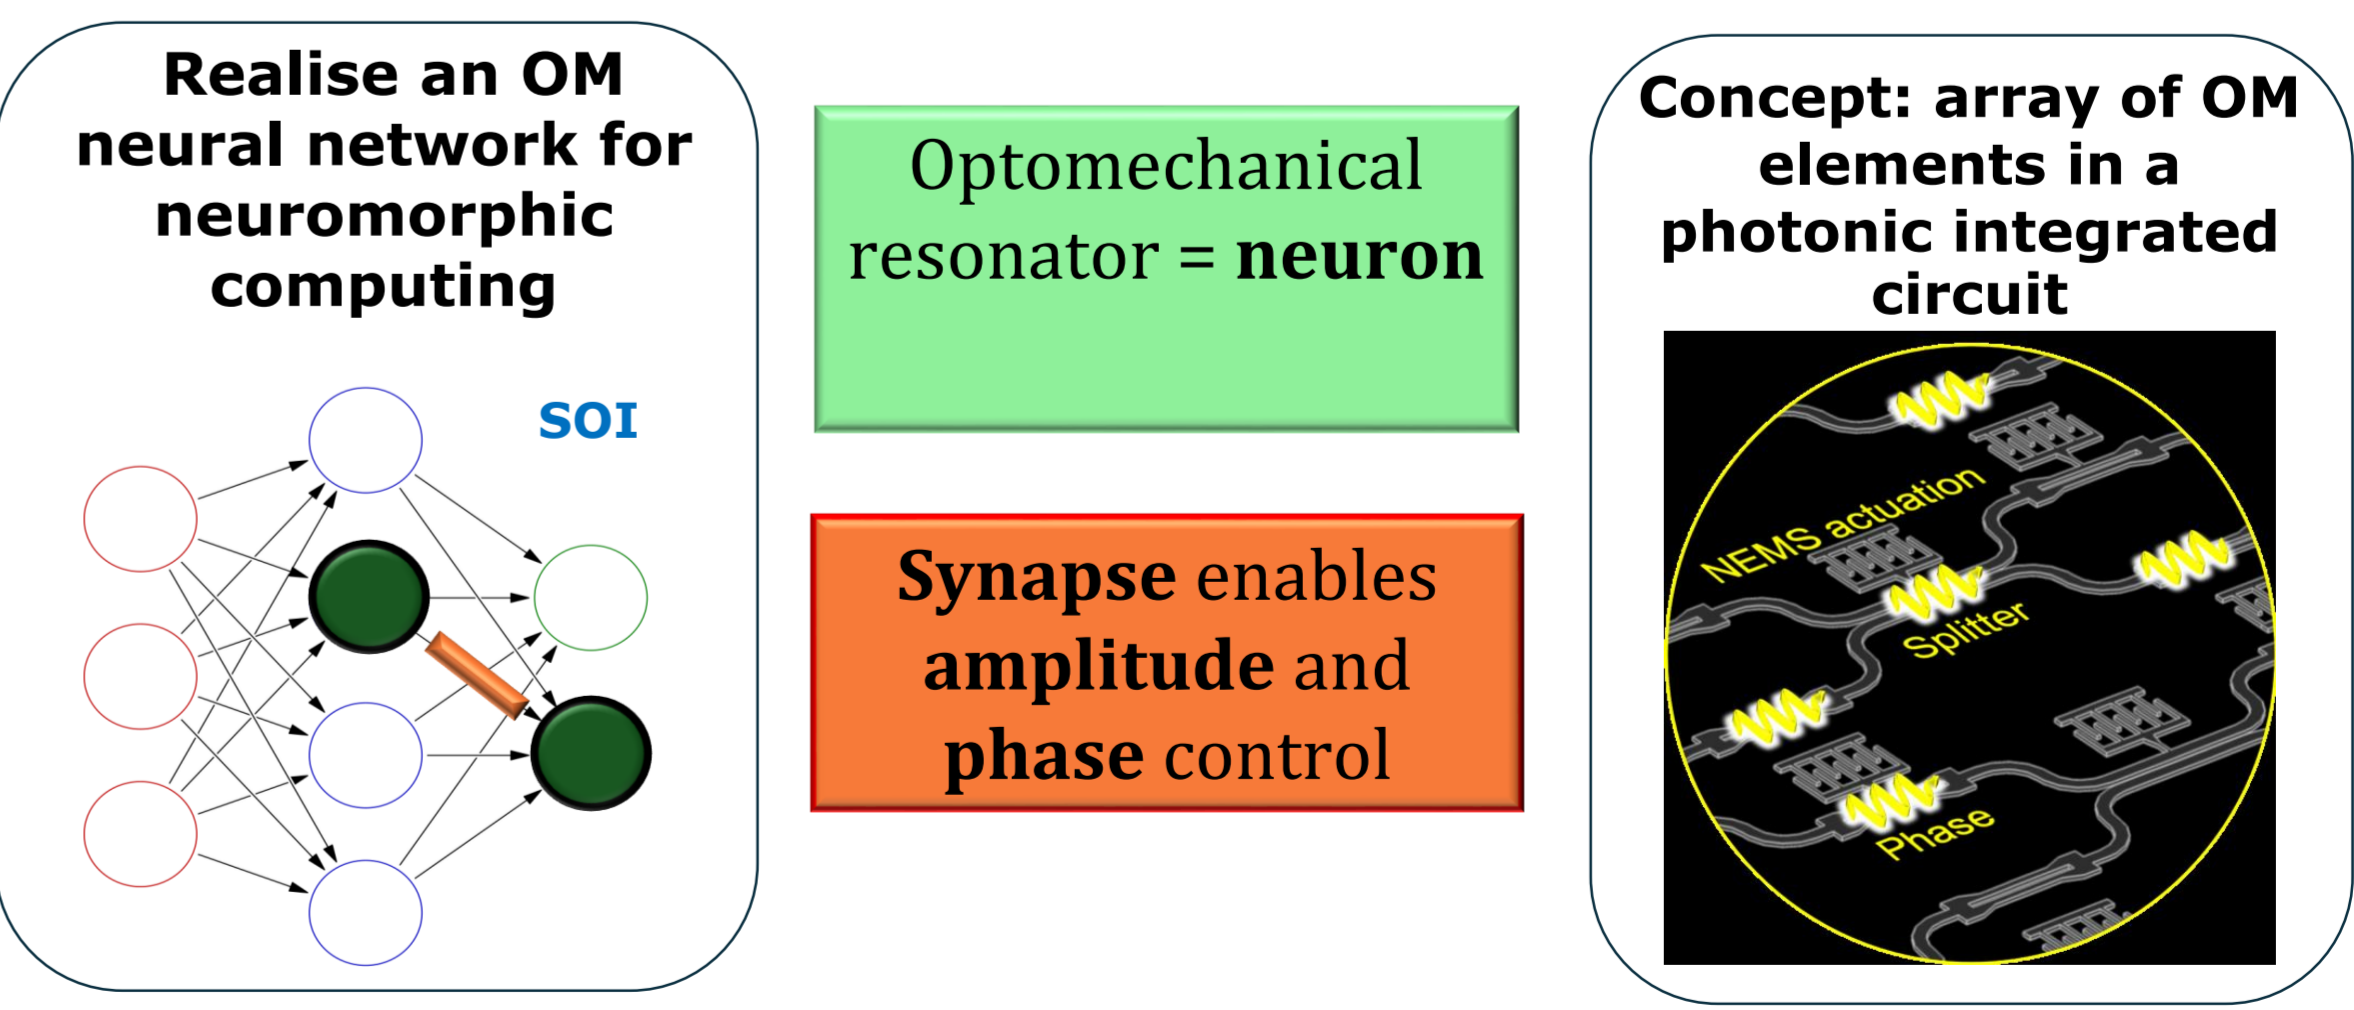 Realise an OM
neural network for
neuromorphic
computing
SOI
Optomechanical
resonator = neuron
Synapse enables
amplitude and
phase control
Concept: array of OM
elements in a
photonic integrated
circuit
NEMS actuation
Splitter
Phase